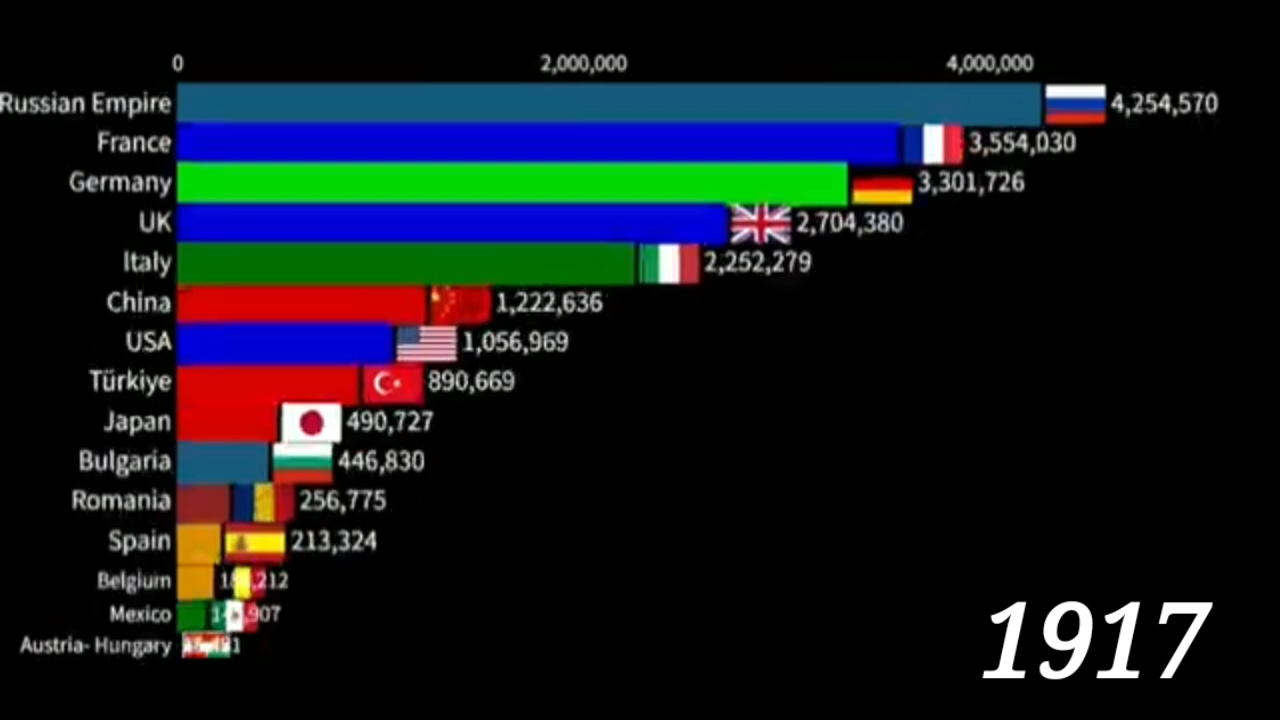 0 2,000,000 4,000,000
Russian Empire 4,254,570
France 3,554,030
Germany 3,301,726
UK 2,704,380
Italy 2,252,279
China 1,222,636
USA 1,056,969
Türkiye 890,669
Japan 490,727
Bulgaria 446,830
Romania 256,775
Spain 213,324
Belgium
Mexico
Austria- Hungary
1917